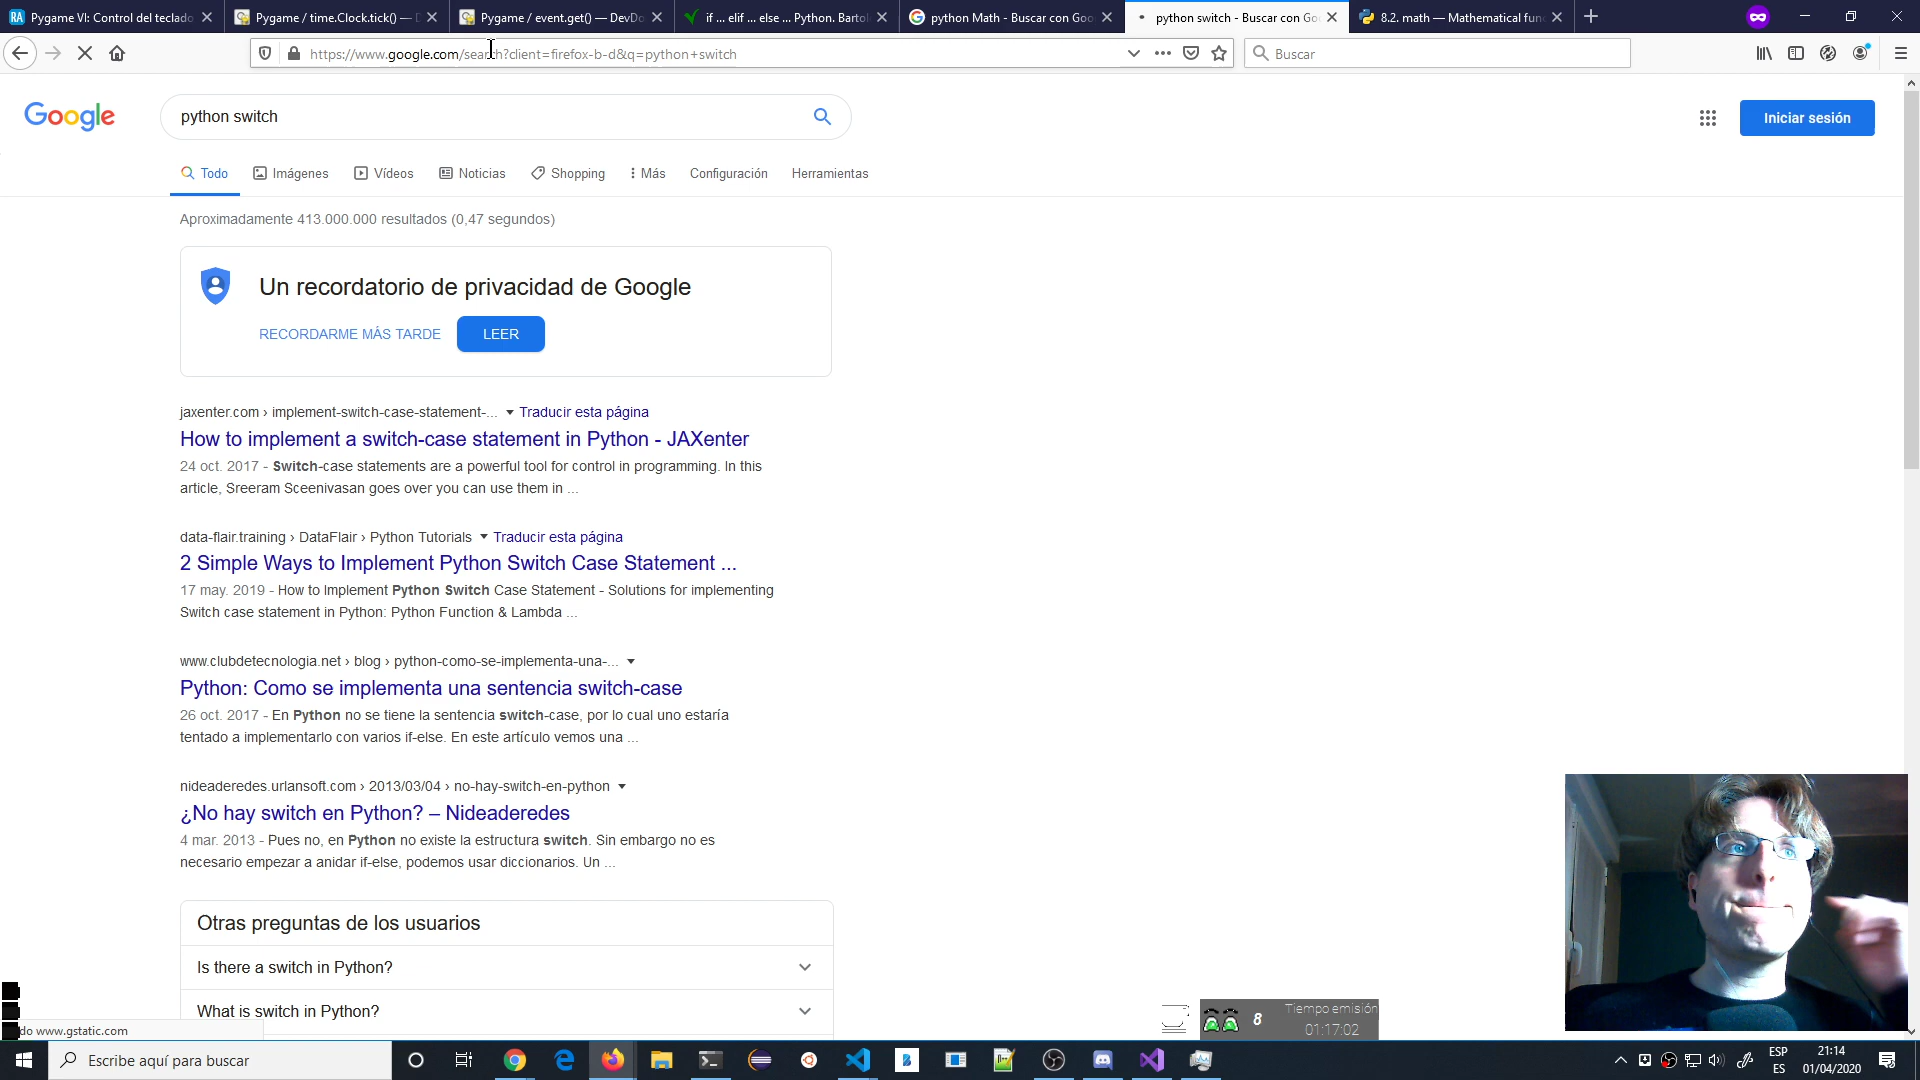 Pygame VI: Control del teclado
Pygame / time.Clock.tick() —
Pygame / event.get() — DevDo
if ... elif ... else ... Python. Bartol
python Math - Buscar con Goo
python switch - Buscar con Go
8.2. math — Mathematical fun
https://www.google.com/search?client=firefox-b-d&q=python+switch
Buscar
Google
python switch
Iniciar sesión
Todo
Imágenes
Vídeos
Noticias
Shopping
Más
Configuración
Herramientas
Aproximadamente 413.000.000 resultados (0,47 segundos)
Un recordatorio de privacidad de Google
RECORDARME MÁS TARDE
LEER
jaxenter.com › implement-switch-case-statement-... ▼ Traducir esta página
How to implement a switch-case statement in Python - JAXenter
24 oct. 2017 - Switch-case statements are a powerful tool for control in programming. In this
article, Sreeram Sceenivasan goes over you can use them in ...
data-flair.training › DataFlair › Python Tutorials ▼ Traducir esta página
2 Simple Ways to Implement Python Switch Case Statement ...
17 may. 2019 - How to Implement Python Switch Case Statement - Solutions for implementing
Switch case statement in Python: Python Function & Lambda ...
www.clubdetecnologia.net › blog › python-como-se-implementa-una-... ▼
Python: Como se implementa una sentencia switch-case
26 oct. 2017 - En Python no se tiene la sentencia switch-case, por lo cual uno estaría
tentado a implementarlo con varios if-else. En este artículo vemos una ...
nideaderedes.urlansoft.com › 2013/03/04 › no-hay-switch-en-python ▼
¿No hay switch en Python? – Nideaderedes
4 mar. 2013 - Pues no, en Python no existe la estructura switch. Sin embargo no es
necesario empezar a anidar if-else, podemos usar diccionarios. Un ...
Otras preguntas de los usuarios
Is there a switch in Python?
What is switch in Python?
do www.gstatic.com
8
Tiempo emisión
01:17:02
Escribe aquí para buscar
ESP
ES
21:14
01/04/2020